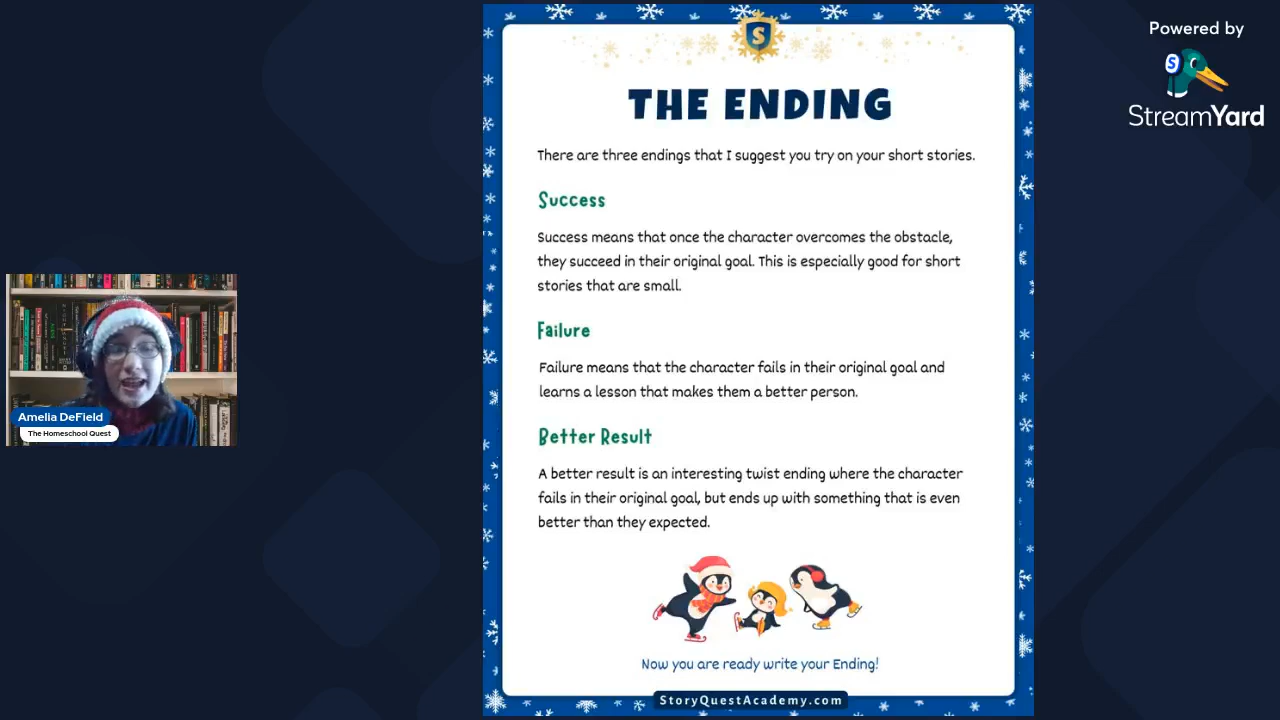 Powered by
S
StreamYard
S
THE ENDING
There are three endings that I suggest you try on your short stories.
Success
Success means that once the character overcomes the obstacle,
they succeed in their original goal. This is especially good for short
stories that are small.
Failure
Failure means that the character fails in their original goal and
learns a lesson that makes them a better person.
Better Result
A better result is an interesting twist ending where the character
fails in their original goal, but ends up with something that is even
better than they expected.
Now you are ready write your Ending!
StoryQuestAcademy.com
Amelia DeField
The Homeschool Quest